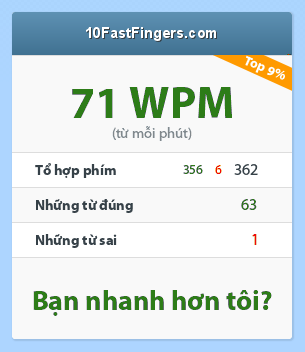 10FastFingers.com
Top 9%
71 WPM
(từ mỗi phút)
Tổ hợp phím 356 6 362
Những từ đúng 63
Những từ sai 1
Bạn nhanh hơn tôi?